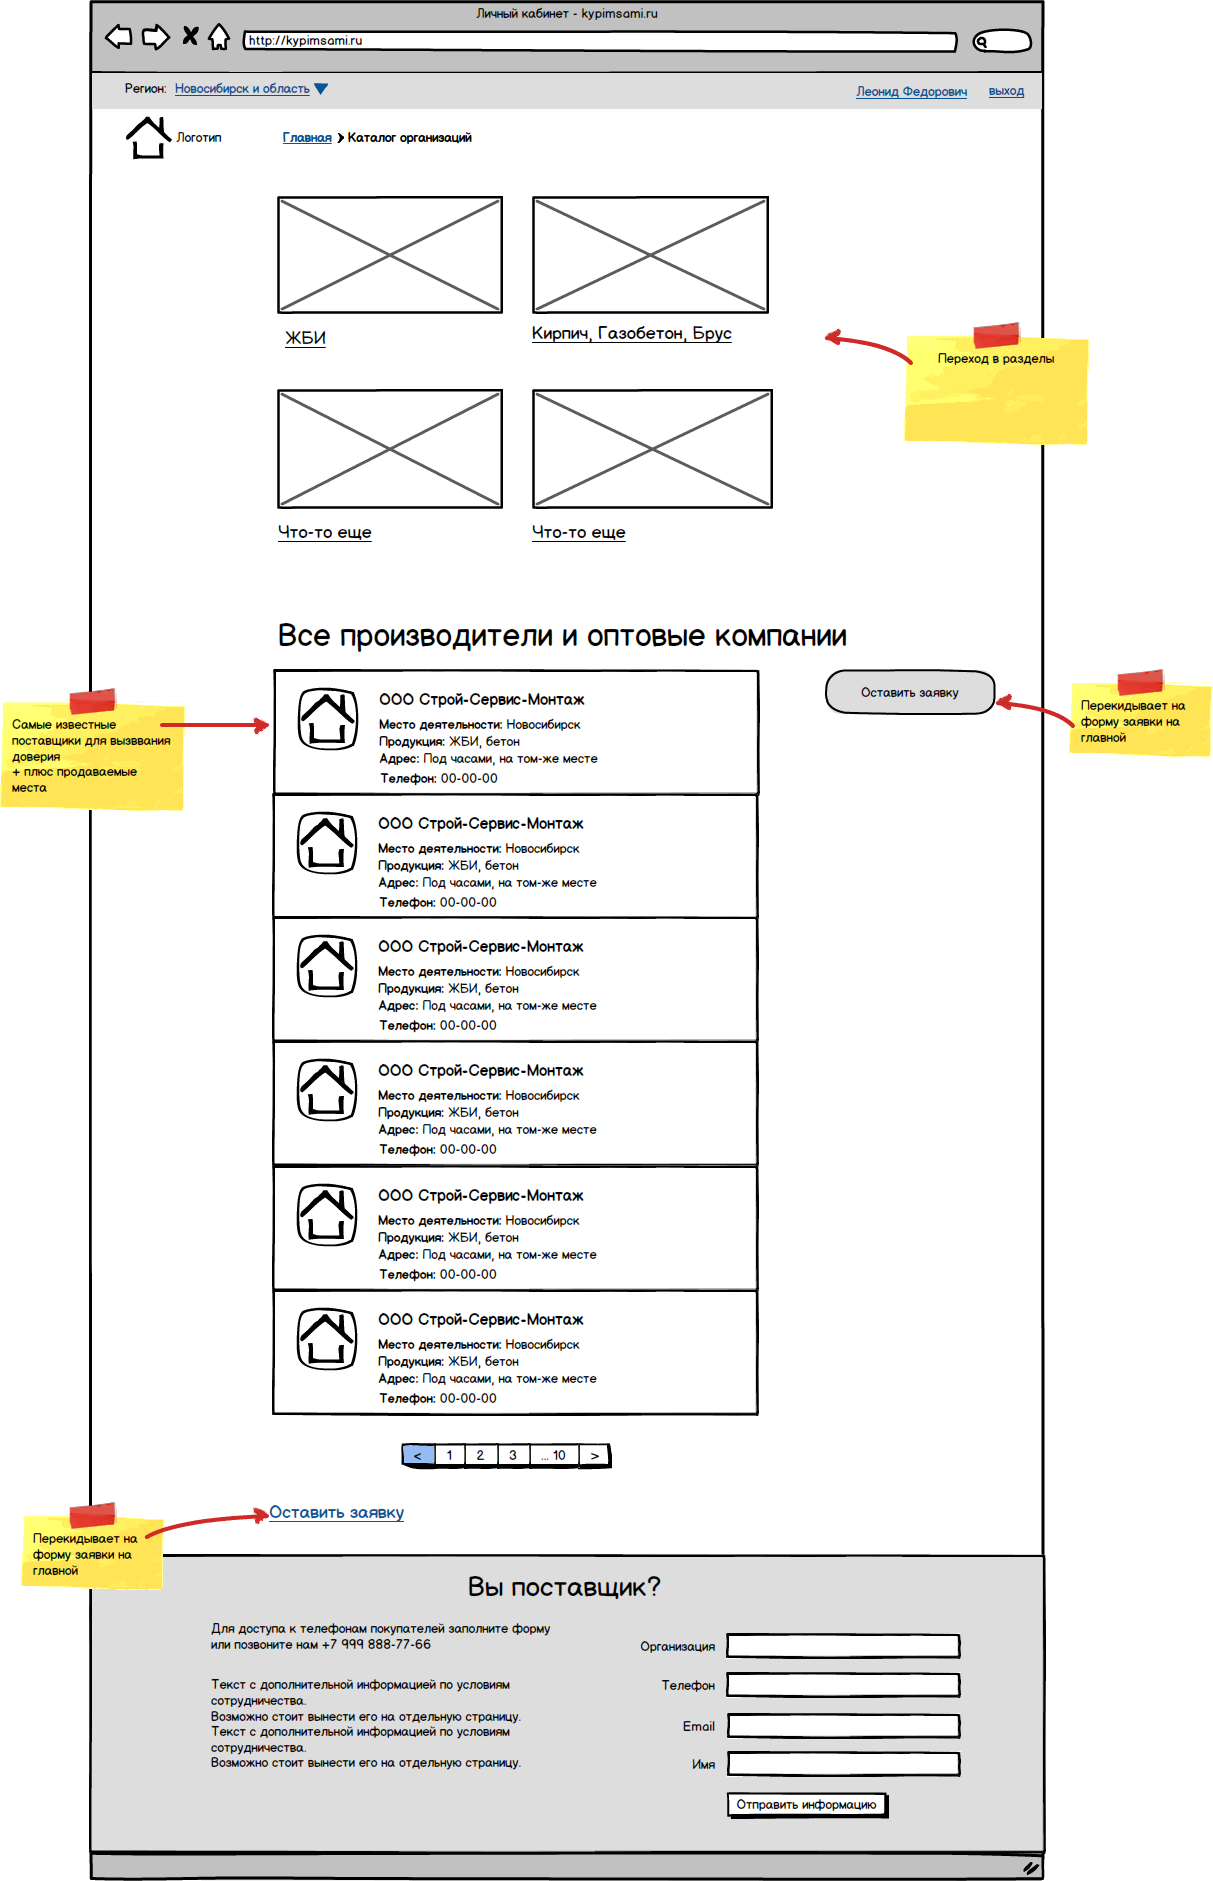 Личный кабинет - kypimsami.ru
http://kypimsami.ru
Регион: Новосибирск и область
Леонид Федорович выход
Логотип
Главная Каталог организаций
ЖБИ
Кирпич, Газобетон, Брус
Переход в разделы
Что-то еще
Что-то еще
Все производители и оптовые компании
Самые известные
поставщики для вызвания
доверия
+ плюс продаваемые
места
ООО Строй-Сервис-Монтаж
Место деятельности: Новосибирск
Продукция: ЖБИ, бетон
Адрес: Под часами, на том-же месте
Телефон: 00-00-00
Оставить заявку
Перекидывает на
форму заявки на
главной
ООО Строй-Сервис-Монтаж
Место деятельности: Новосибирск
Продукция: ЖБИ, бетон
Адрес: Под часами, на том-же месте
Телефон: 00-00-00
ООО Строй-Сервис-Монтаж
Место деятельности: Новосибирск
Продукция: ЖБИ, бетон
Адрес: Под часами, на том-же месте
Телефон: 00-00-00
ООО Строй-Сервис-Монтаж
Место деятельности: Новосибирск
Продукция: ЖБИ, бетон
Адрес: Под часами, на том-же месте
Телефон: 00-00-00
ООО Строй-Сервис-Монтаж
Место деятельности: Новосибирск
Продукция: ЖБИ, бетон
Адрес: Под часами, на том-же месте
Телефон: 00-00-00
ООО Строй-Сервис-Монтаж
Место деятельности: Новосибирск
Продукция: ЖБИ, бетон
Адрес: Под часами, на том-же месте
Телефон: 00-00-00
< 1 2 3 ... 10 >
Оставить заявку
Перекидывает на
форму заявки на
главной
Вы поставщик?
Для доступа к телефонам покупателей заполните форму
или позвоните нам +7 999 888-77-66
Текст с дополнительной информацией по условиям
сотрудничества.
Возможно стоит вынести его на отдельную страницу.
Текст с дополнительной информацией по условиям
сотрудничества.
Возможно стоит вынести его на отдельную страницу.
Организация
Телефон
Email
Имя
Отправить информацию